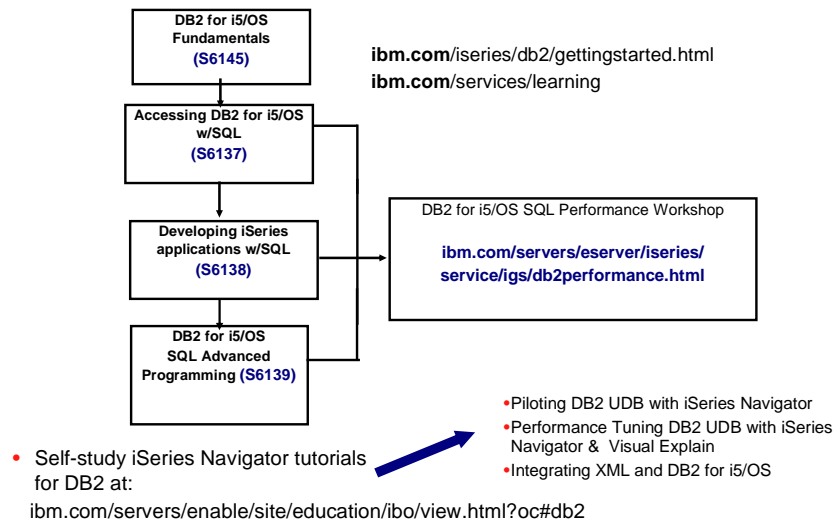 DB2 for i5/OS
Fundamentals
(S6145)
ibm.com/iseries/db2/gettingstarted.html
ibm.com/services/learning
Accessing DB2 for i5/OS
w/SQL
(S6137)
Developing iSeries
applications w/SQL
(S6138)
DB2 for i5/OS
SQL Advanced
Programming (S6139)
DB2 for i5/OS SQL Performance Workshop
ibm.com/servers/eserver/iseries/
service/igs/db2performance.html
•Piloting DB2 UDB with iSeries Navigator
•Performance Tuning DB2 UDB with iSeries
Navigator & Visual Explain
•Integrating XML and DB2 for i5/OS
• Self-study iSeries Navigator tutorials
for DB2 at:
ibm.com/servers/enable/site/education/ibo/view.html?oc#db2